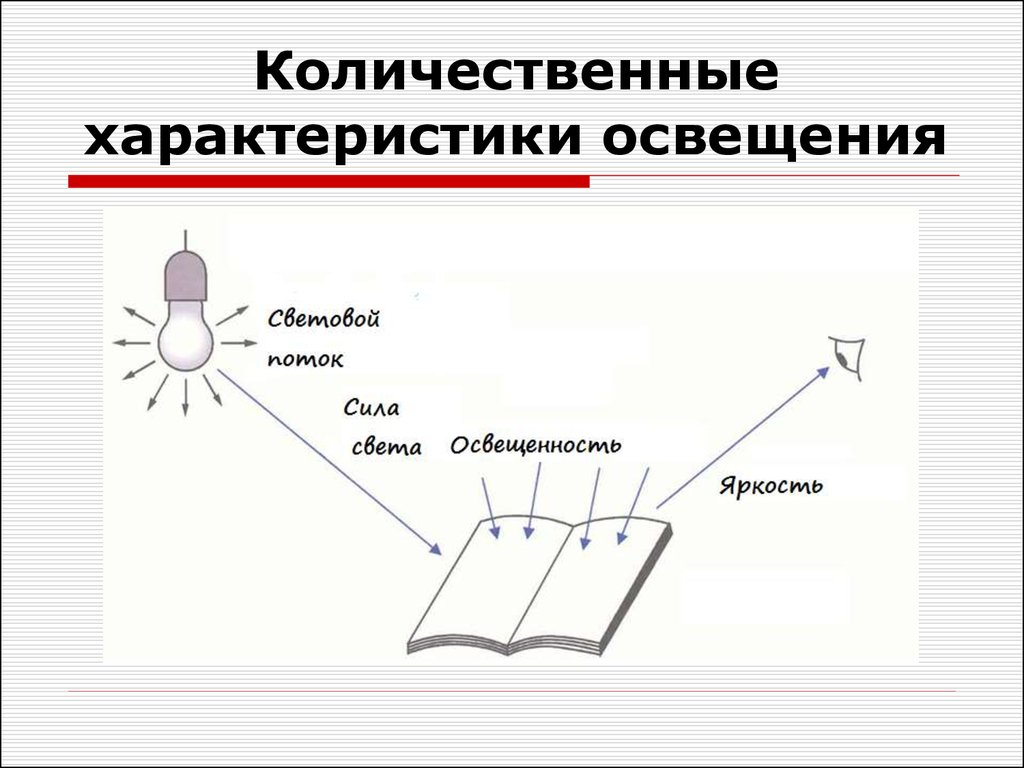 Количественные
характеристики освещения
Световой
поток
Сила
света
Освещенность
Яркость